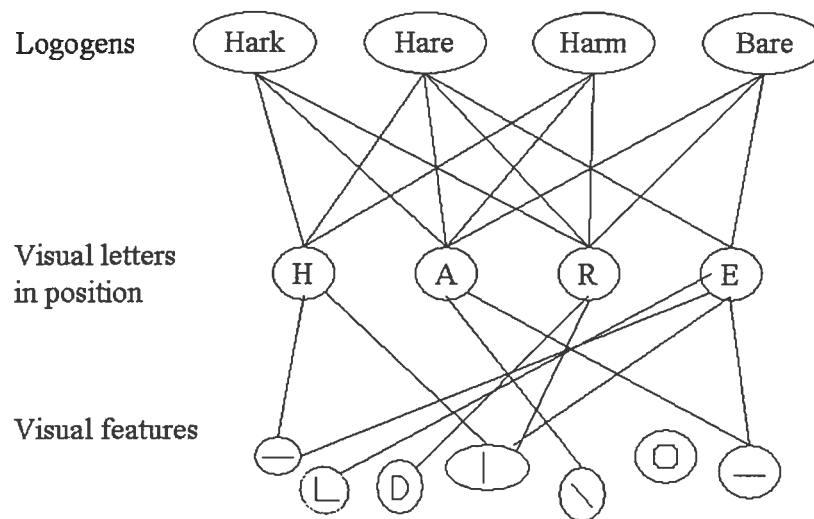 Logogens Hark Hare Harm Bare
Visual letters
in position
H A R E
Visual features
D